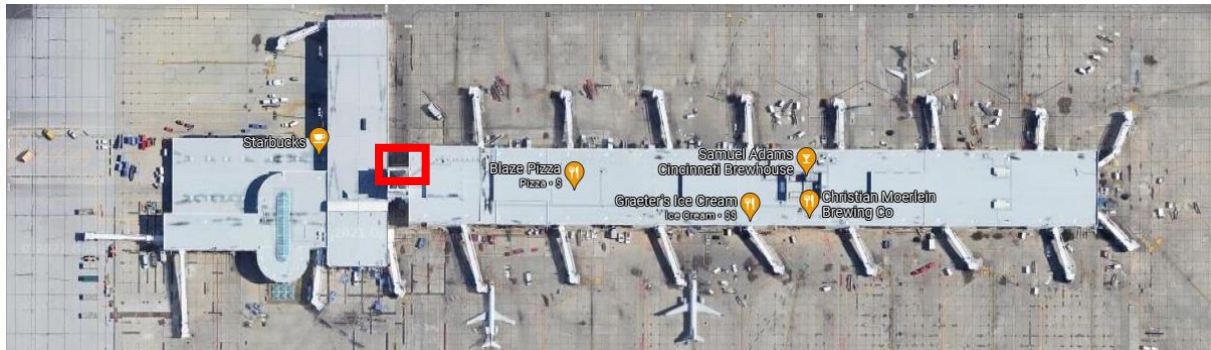 Starbucks
Blaze Pizza
Pizza · $
Samuel Adams
Cincinnati Brewhouse
Graeter's Ice Cream
Ice Cream · $$
Christian Moerlein
Brewing Co